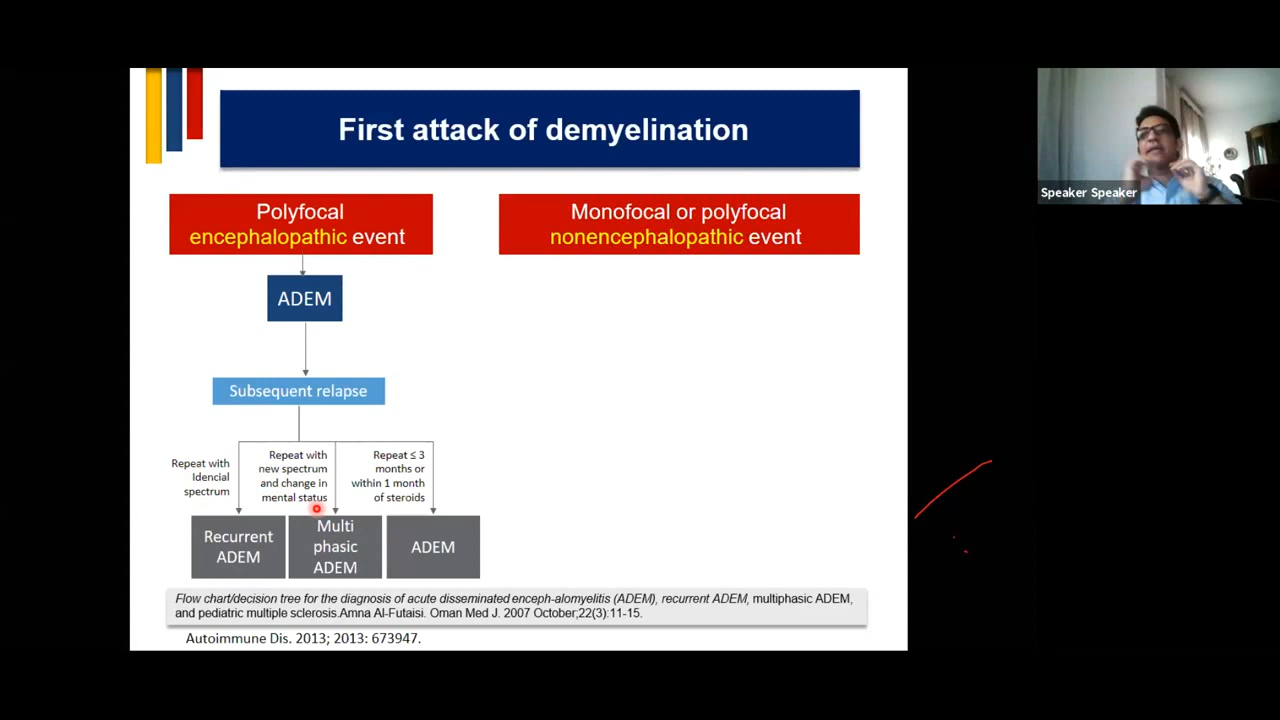 First attack of demyelination
Polyfocal
encephalopathic event
Monofocal or polyfocal
nonencephalopathic event
ADEM
Subsequent relapse
Repeat with
Idencial
spectrum
Repeat with
new spectrum
and change in
mental status
Repeat ≤ 3
months or
within 1 month
of steroids
Recurrent
ADEM
Multi
phasic
ADEM
ADEM
Flow chart/decision tree for the diagnosis of acute disseminated enceph-alomyelitis (ADEM), recurrent ADEM, multiphasic ADEM,
and pediatric multiple sclerosis.Amna Al-Futaisi. Oman Med J. 2007 October;22(3):11-15.
Autoimmune Dis. 2013; 2013: 673947.
Speaker Speaker